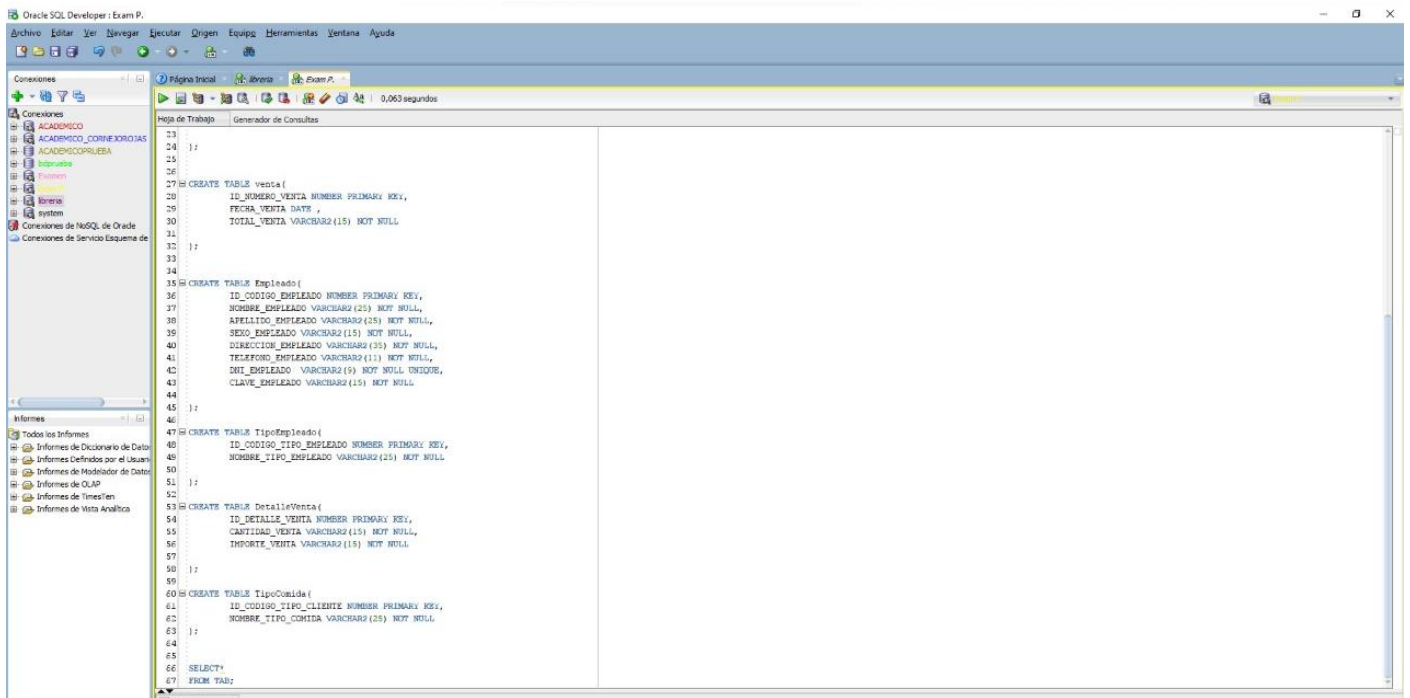 Oracle SQL Developer : Exam P.
Archivo Editar Ver Navegar Ejecutar Origen Equipo Herramientas Ventana Ayuda
Conexiones
Página Inicial
libreria
Exam P.
0,063 segundos
Conexiones
ACADEMICO
ACADEMICO_CORNEJOROJAS
ACADEMICOPRUEBA
bdprueba
Examen
libreria
system
Conexiones de NoSQL de Oracle
Conexiones de Servicio Esquema de
Informes
Todos los Informes
Informes de Diccionario de Dato
Informes Definidos por el Usuari
Informes de Modelador de Datos
Informes de OLAP
Informes de TimesTen
Informes de Vista Analítica
Hoja de Trabajo Generador de Consultas
23
24 );
25
26
27 CREATE TABLE venta(
28 ID_NUMERO_VENTA NUMBER PRIMARY KEY,
29 FECHA_VENTA DATE ,
30 TOTAL_VENTA VARCHAR2(15) NOT NULL
31
32 );
33
34
35 CREATE TABLE Empleado(
36 ID_CODIGO_EMPLEADO NUMBER PRIMARY KEY,
37 NOMBRE_EMPLEADO VARCHAR2(25) NOT NULL,
38 APELLIDO_EMPLEADO VARCHAR2(25) NOT NULL,
39 SEXO_EMPLEADO VARCHAR2(15) NOT NULL,
40 DIRECCION_EMPLEADO VARCHAR2(35) NOT NULL,
41 TELEFONO_EMPLEADO VARCHAR2(11) NOT NULL,
42 DNI_EMPLEADO VARCHAR2(9) NOT NULL UNIQUE,
43 CLAVE_EMPLEADO VARCHAR2(15) NOT NULL
44
45 );
46
47 CREATE TABLE TipoEmpleado(
48 ID_CODIGO_TIPO_EMPLEADO NUMBER PRIMARY KEY,
49 NOMBRE_TIPO_EMPLEADO VARCHAR2(25) NOT NULL
50
51 );
52
53 CREATE TABLE DetalleVenta(
54 ID_DETALLE_VENTA NUMBER PRIMARY KEY,
55 CANTIDAD_VENTA VARCHAR2(15) NOT NULL,
56 IMPORTE_VENTA VARCHAR2(15) NOT NULL
57
58 );
59
60 CREATE TABLE TipoComida(
61 ID_CODIGO_TIPO_CLIENTE NUMBER PRIMARY KEY,
62 NOMBRE_TIPO_COMIDA VARCHAR2(25) NOT NULL
63 );
64
65
66 SELECT*
67 FROM TAB;